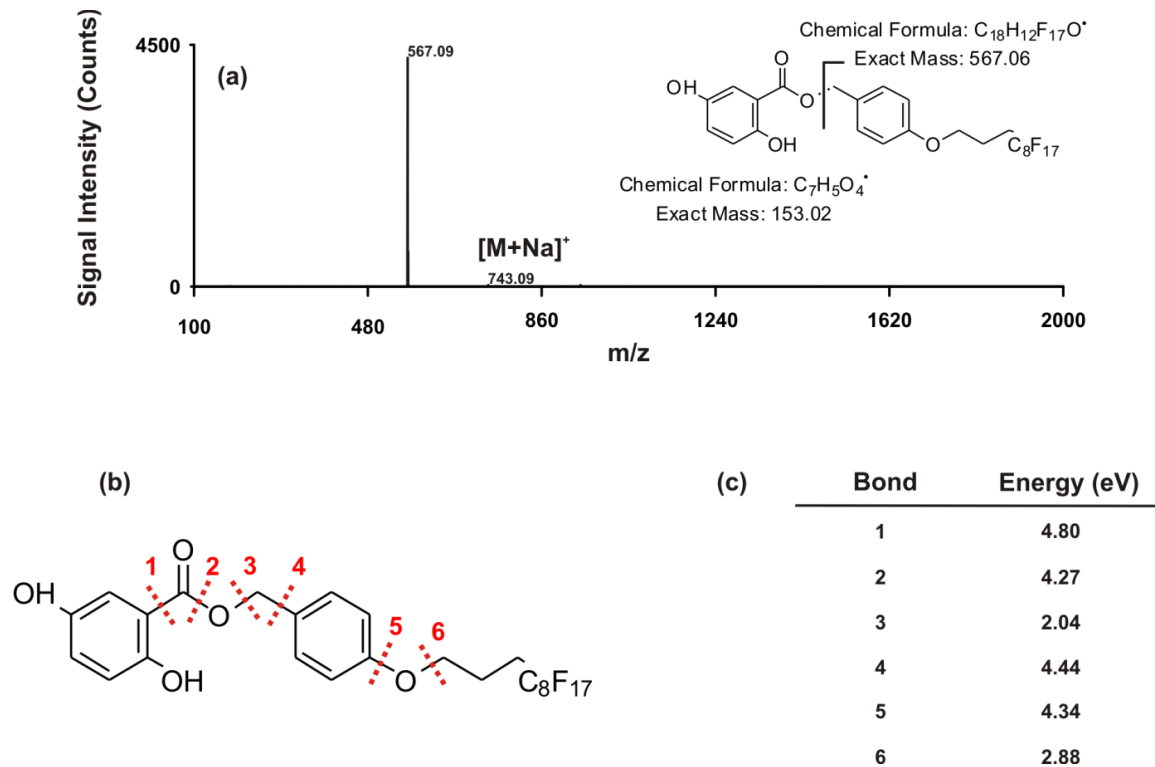 4500
567.09
(a)
Signal Intensity (Counts)
[M+Na]⁺
743.09
0
100
480
860
1240
1620
2000
m/z
Chemical Formula: C₁₈H₁₂F₁₇O•
Exact Mass: 567.06
O
OH
O
OH
O
C₈F₁₇
Chemical Formula: C₇H₅O₄•
Exact Mass: 153.02
(b)
O
1
2
3
4
OH
O
5
6
OH
O
C₈F₁₇
(c)
Bond Energy (eV)
1 4.80
2 4.27
3 2.04
4 4.44
5 4.34
6 2.88